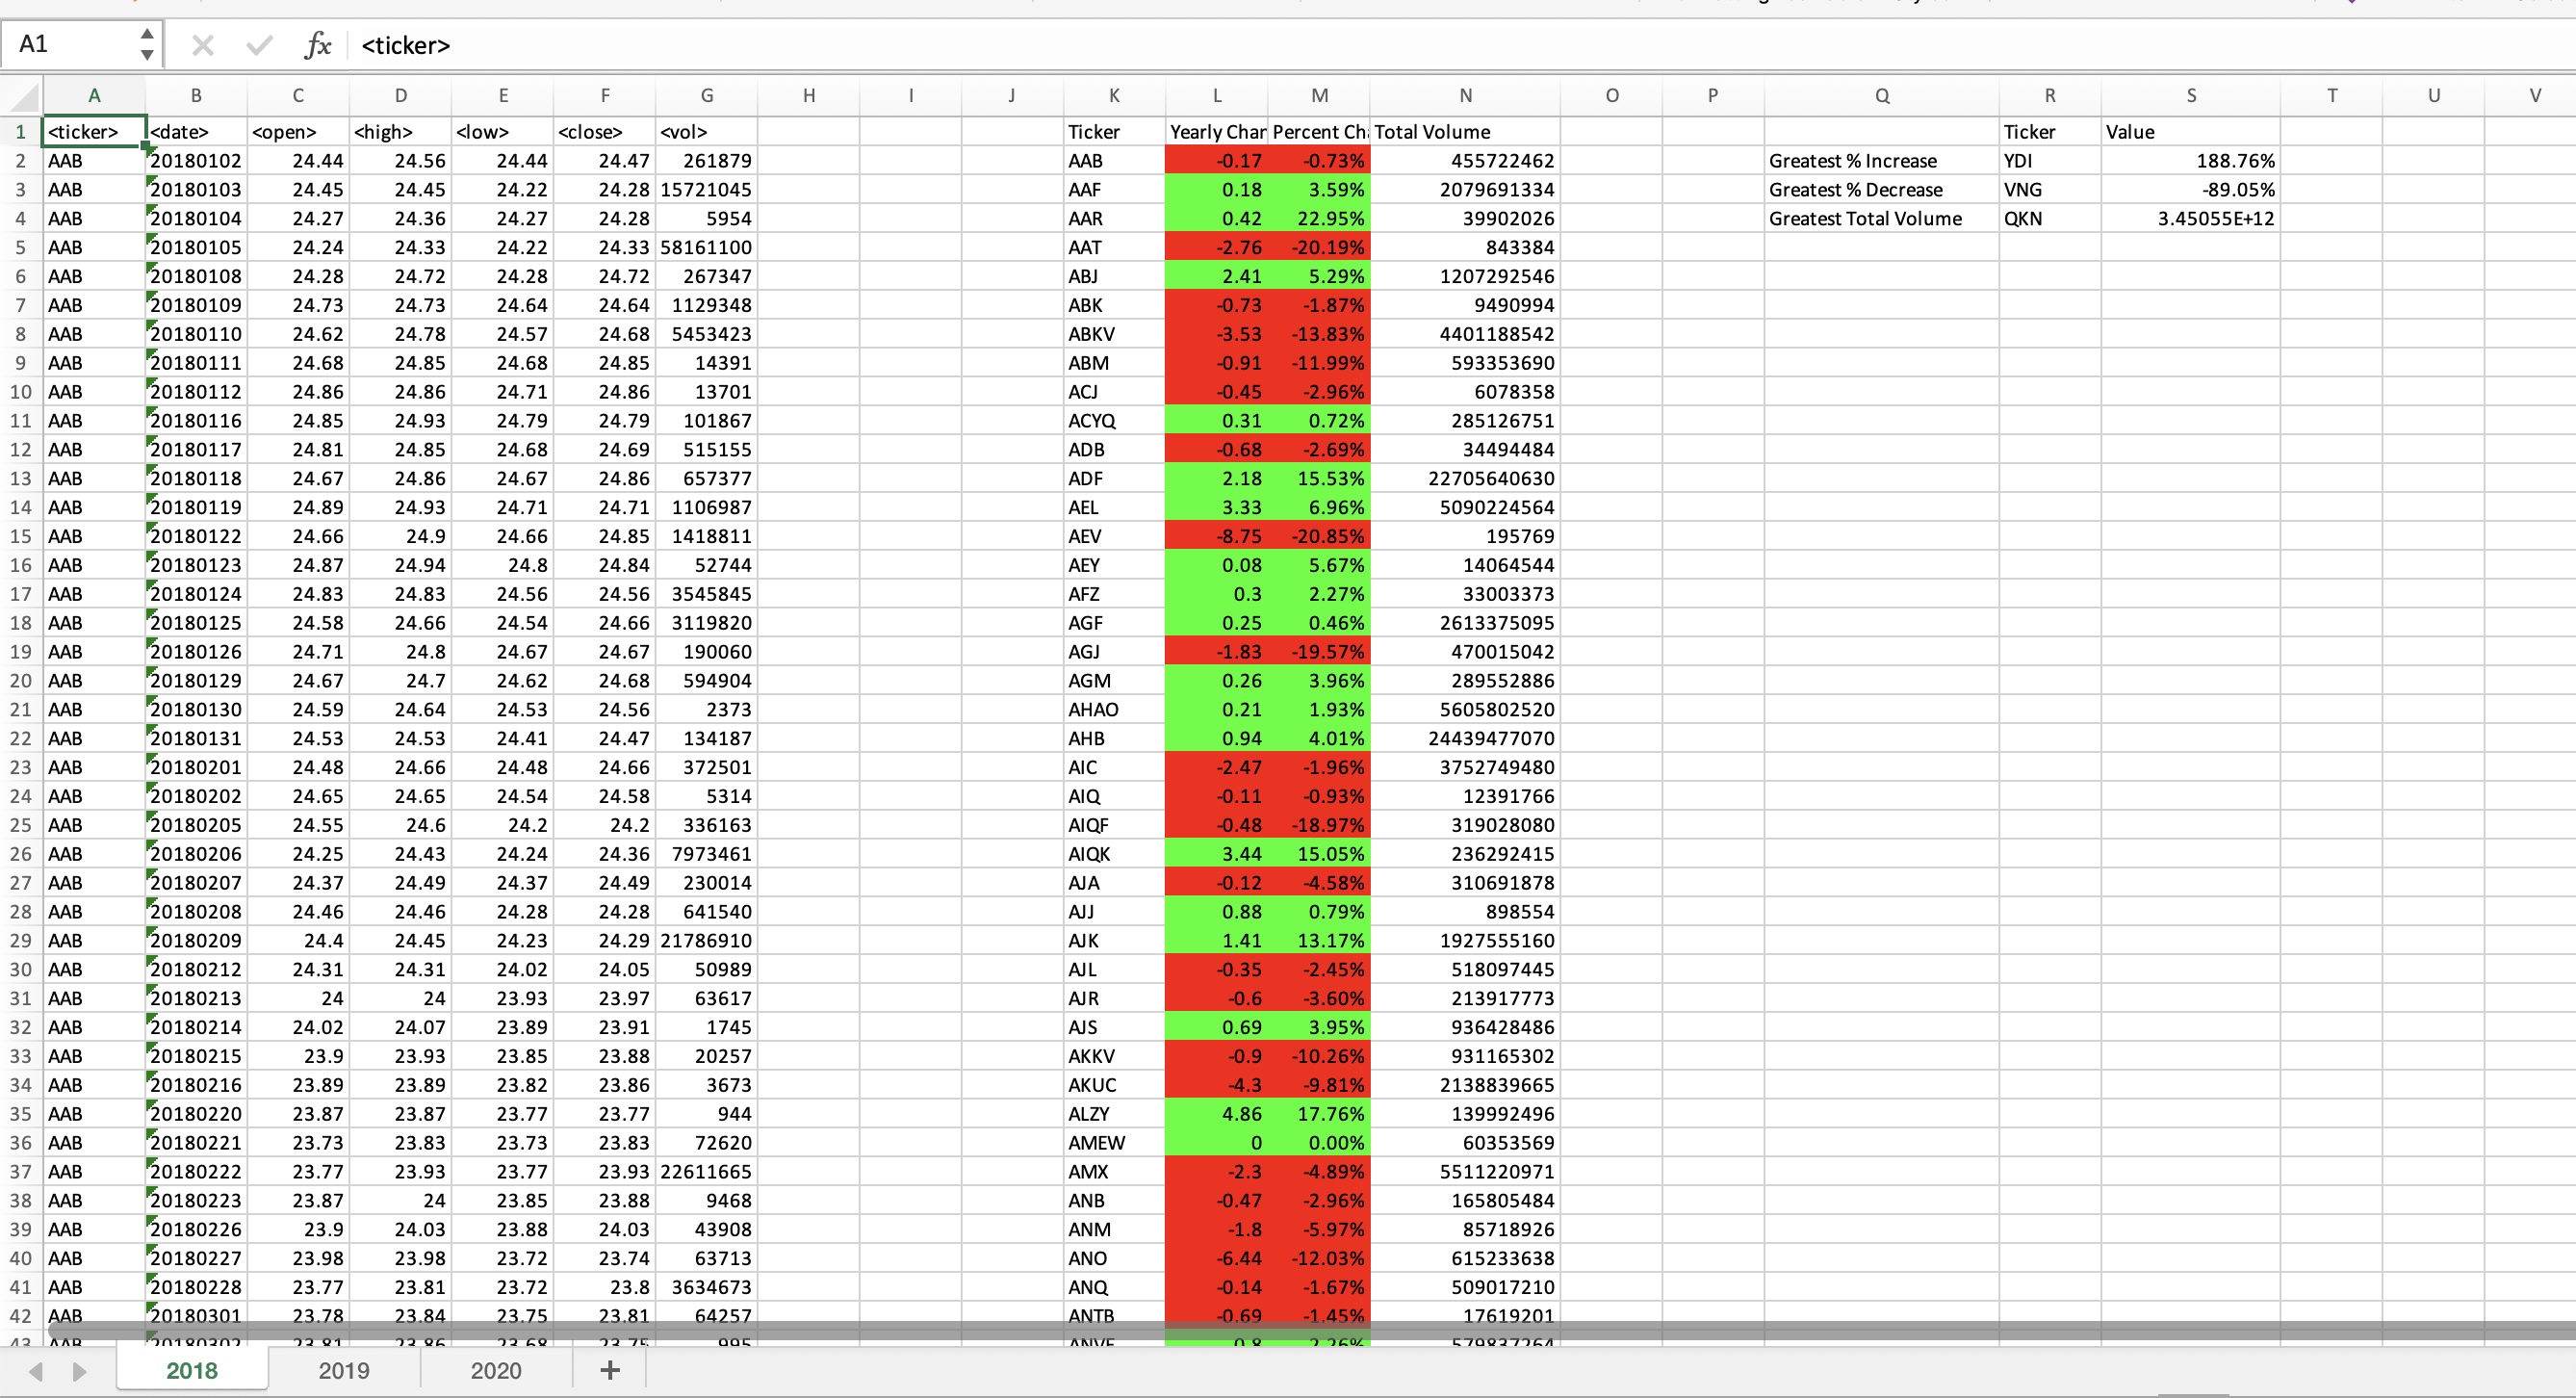 A1 fx <ticker>
A B C D E F G H I J K L M N O P Q R S T U V
1 <ticker> <date> <open> <high> <low> <close> <vol> Ticker Yearly Char Percent Ch Total Volume Ticker Value
2 AAB 20180102 24.44 24.56 24.44 24.47 261879 AAB -0.17 -0.73% 455722462 Greatest % Increase YDI 188.76%
3 AAB 20180103 24.45 24.45 24.22 24.28 15721045 AAF 0.18 3.59% 2079691334 Greatest % Decrease VNG -89.05%
4 AAB 20180104 24.27 24.36 24.27 24.28 5954 AAR 0.42 22.95% 39902026 Greatest Total Volume QKN 3.45055E+12
5 AAB 20180105 24.24 24.33 24.22 24.33 58161100 AAT -2.76 -20.19% 843384
6 AAB 20180108 24.28 24.72 24.28 24.72 267347 ABJ 2.41 5.29% 1207292546
7 AAB 20180109 24.73 24.73 24.64 24.64 1129348 ABK -0.73 -1.87% 9490994
8 AAB 20180110 24.62 24.78 24.57 24.68 5453423 ABKV -3.53 -13.83% 4401188542
9 AAB 20180111 24.68 24.85 24.68 24.85 14391 ABM -0.91 -11.99% 593353690
10 AAB 20180112 24.86 24.86 24.71 24.86 13701 ACJ -0.45 -2.96% 6078358
11 AAB 20180116 24.85 24.93 24.79 24.79 101867 ACYQ 0.31 0.72% 285126751
12 AAB 20180117 24.81 24.85 24.68 24.69 515155 ADB -0.68 -2.69% 34494484
13 AAB 20180118 24.67 24.86 24.67 24.86 657377 ADF 2.18 15.53% 22705640630
14 AAB 20180119 24.89 24.93 24.71 24.71 1106987 AEL 3.33 6.96% 5090224564
15 AAB 20180122 24.66 24.9 24.66 24.85 1418811 AEV -8.75 -20.85% 195769
16 AAB 20180123 24.87 24.94 24.8 24.84 52744 AEY 0.08 5.67% 14064544
17 AAB 20180124 24.83 24.83 24.56 24.56 3545845 AFZ 0.3 2.27% 33003373
18 AAB 20180125 24.58 24.66 24.54 24.66 3119820 AGF 0.25 0.46% 2613375095
19 AAB 20180126 24.71 24.8 24.67 24.67 190060 AGJ -1.83 -19.57% 470015042
20 AAB 20180129 24.67 24.7 24.62 24.68 594904 AGM 0.26 3.96% 289552886
21 AAB 20180130 24.59 24.64 24.53 24.56 2373 AHAO 0.21 1.93% 5605802520
22 AAB 20180131 24.53 24.53 24.41 24.47 134187 AHB 0.94 4.01% 24439477070
23 AAB 20180201 24.48 24.66 24.48 24.66 372501 AIC -2.47 -1.96% 3752749480
24 AAB 20180202 24.65 24.65 24.54 24.58 5314 AIQ -0.11 -0.93% 12391766
25 AAB 20180205 24.55 24.6 24.2 24.2 336163 AIQF -0.48 -18.97% 319028080
26 AAB 20180206 24.25 24.43 24.24 24.36 7973461 AIQK 3.44 15.05% 236292415
27 AAB 20180207 24.37 24.49 24.37 24.49 230014 AJA -0.12 -4.58% 310691878
28 AAB 20180208 24.46 24.46 24.28 24.28 641540 AJJ 0.88 0.79% 898554
29 AAB 20180209 24.4 24.45 24.23 24.29 21786910 AJK 1.41 13.17% 1927555160
30 AAB 20180212 24.31 24.31 24.02 24.05 50989 AJL -0.35 -2.45% 518097445
31 AAB 20180213 24 24 23.93 23.97 63617 AJR -0.6 -3.60% 213917773
32 AAB 20180214 24.02 24.07 23.89 23.91 1745 AJS 0.69 3.95% 936428486
33 AAB 20180215 23.9 23.93 23.85 23.88 20257 AKKV -0.9 -10.26% 931165302
34 AAB 20180216 23.89 23.89 23.82 23.86 3673 AKUC -4.3 -9.81% 2138839665
35 AAB 20180220 23.87 23.87 23.77 23.77 944 ALZY 4.86 17.76% 139992496
36 AAB 20180221 23.73 23.83 23.73 23.83 72620 AMEW 0 0.00% 60353569
37 AAB 20180222 23.77 23.93 23.77 23.93 22611665 AMX -2.3 -4.89% 5511220971
38 AAB 20180223 23.87 24 23.85 23.88 9468 ANB -0.47 -2.96% 165805484
39 AAB 20180226 23.9 24.03 23.88 24.03 43908 ANM -1.8 -5.97% 85718926
40 AAB 20180227 23.98 23.98 23.72 23.74 63713 ANO -6.44 -12.03% 615233638
41 AAB 20180228 23.77 23.81 23.72 23.8 3634673 ANQ -0.14 -1.67% 509017210
42 AAB 20180301 23.78 23.84 23.75 23.81 64257 ANTB -0.69 -1.45% 17619201
43 AAB 20180302 23.81 23.86 23.68 23.75 995 0.8 2.26% 579837264
2018 2019 2020 +